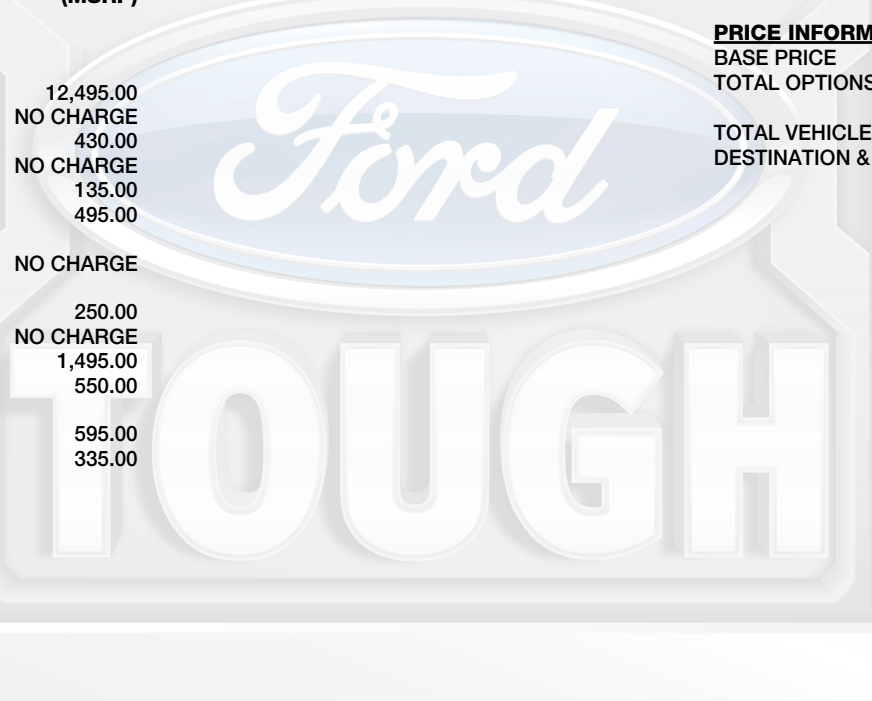 (MSRP)
12,495.00
NO CHARGE
430.00
NO CHARGE
135.00
495.00
NO CHARGE
250.00
NO CHARGE
1,495.00
550.00
595.00
335.00
PRICE INFORM
BASE PRICE
TOTAL OPTIONS
TOTAL VEHICLE
DESTINATION &
Ford
TOUGH